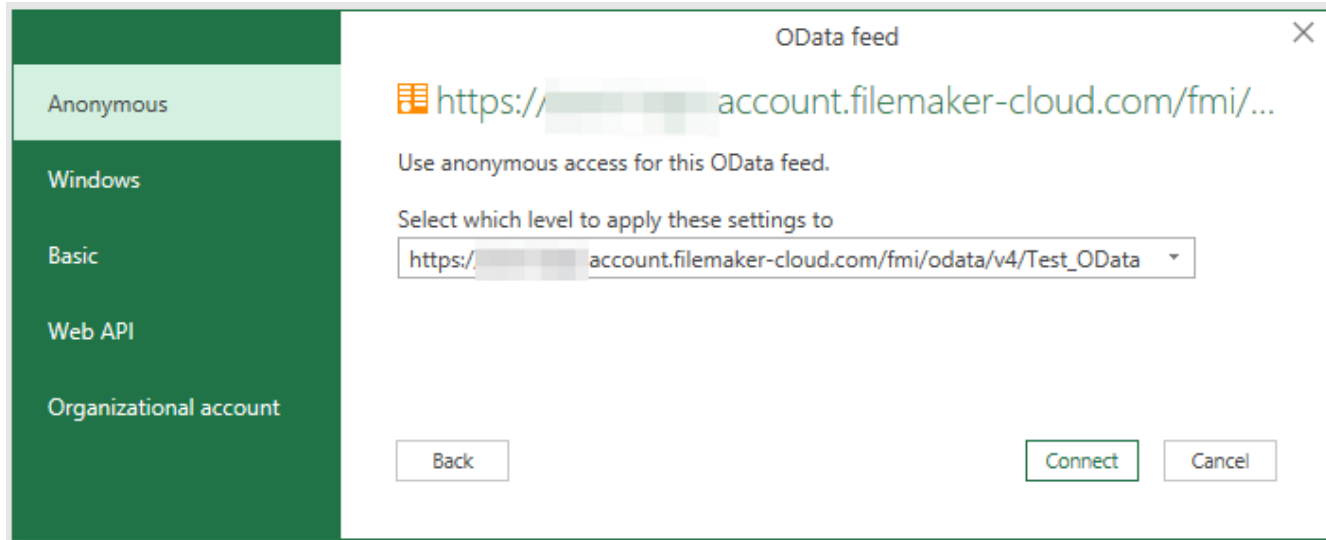 OData feed
Anonymous
Windows
Basic
Web API
Organizational account
https:// account.filemaker-cloud.com/fmi/...
Use anonymous access for this OData feed.
Select which level to apply these settings to
https:/ account.filemaker-cloud.com/fmi/odata/v4/Test_OData
Back
Connect
Cancel